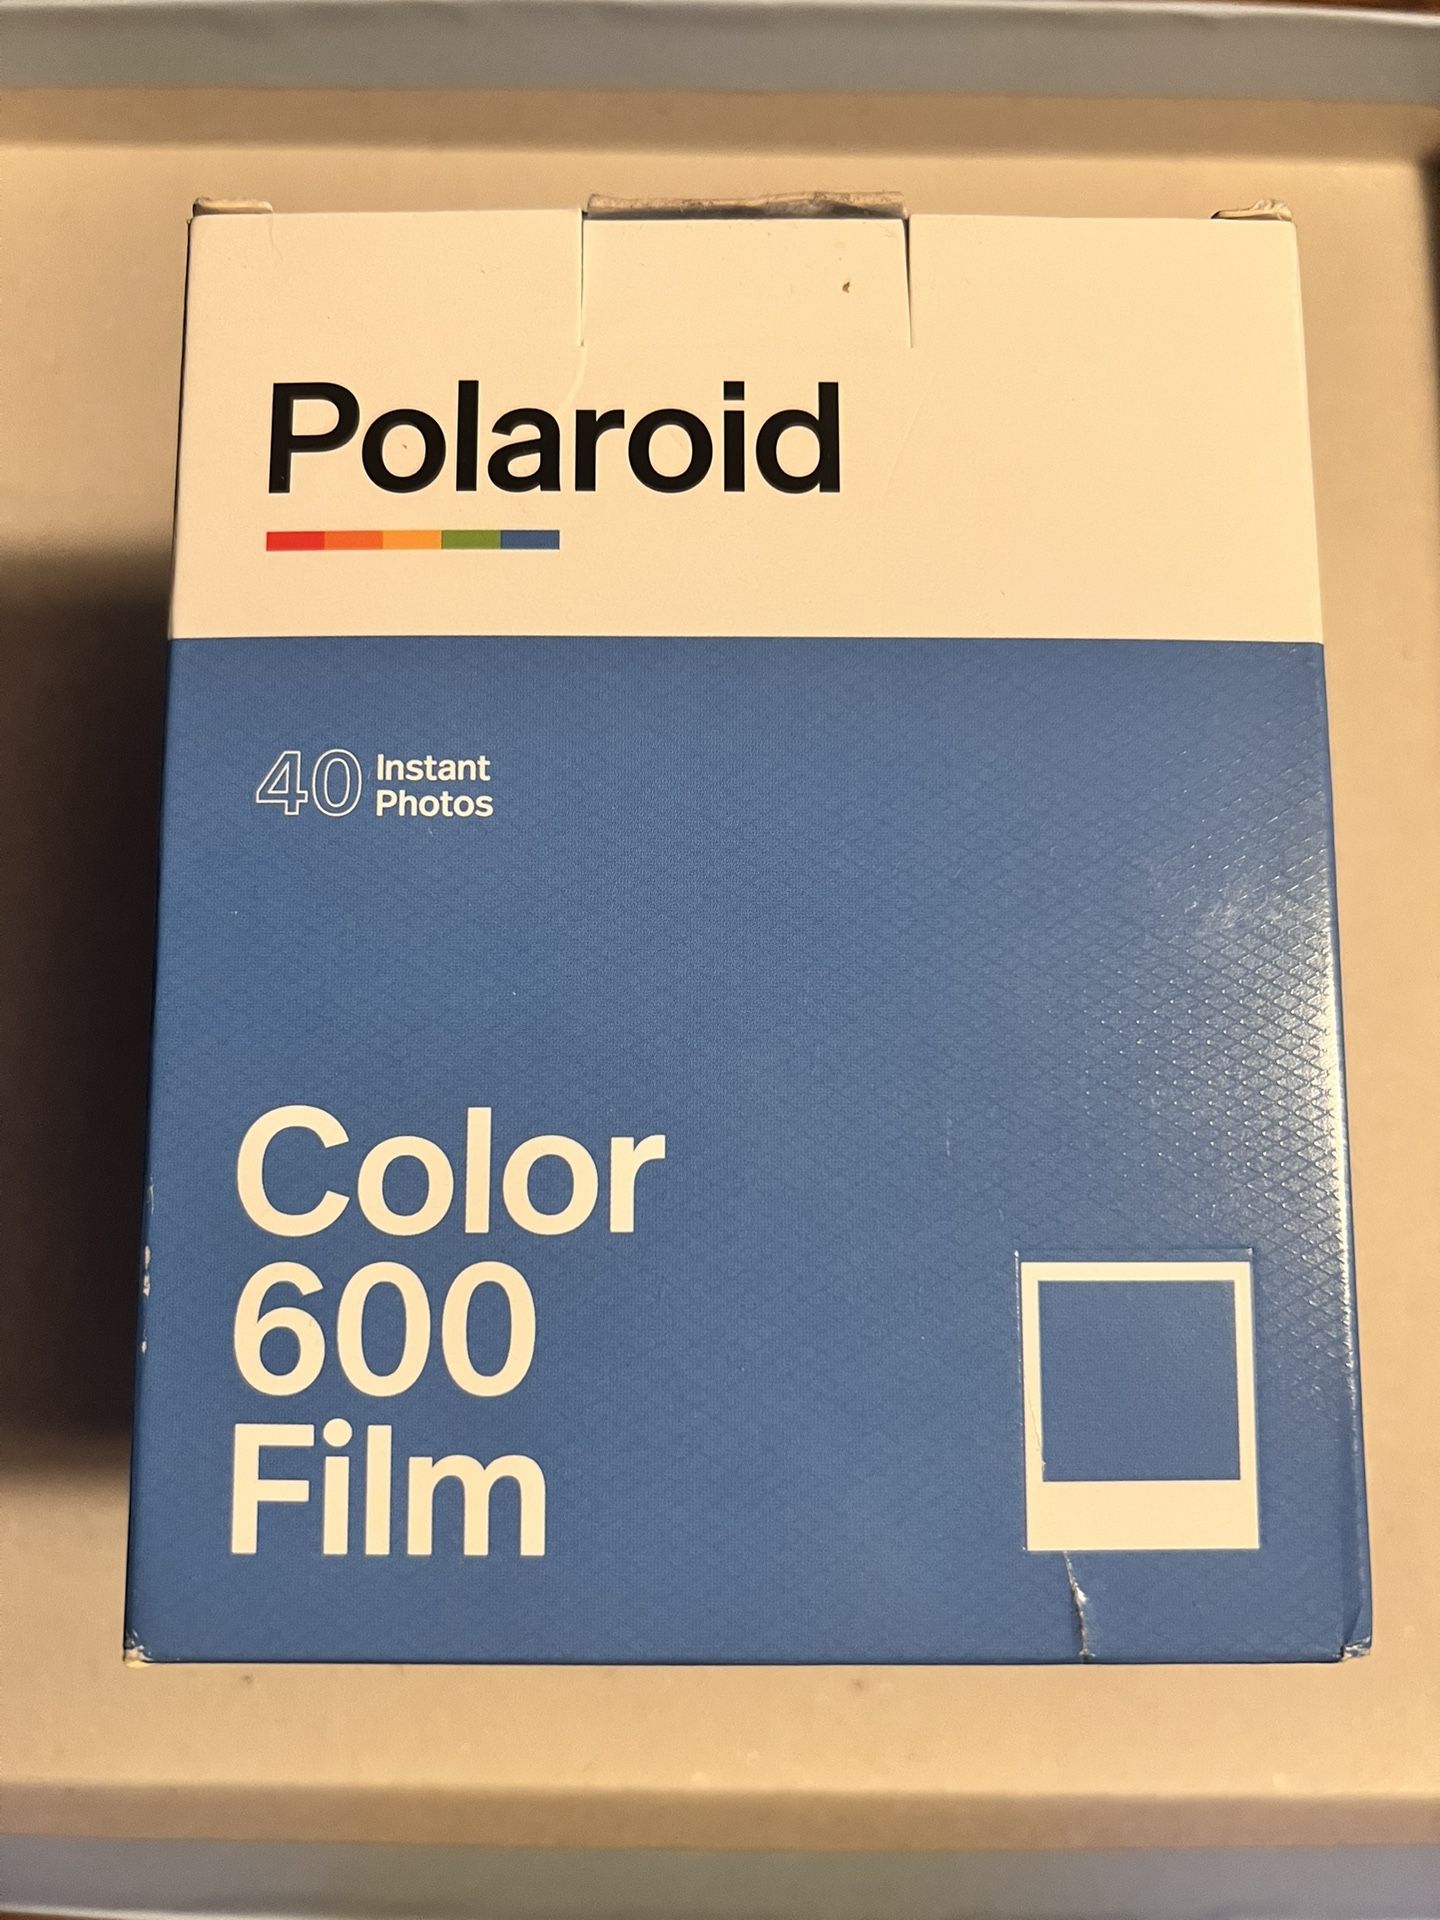 Polaroid
40 Instant
Photos
Color
600
Film